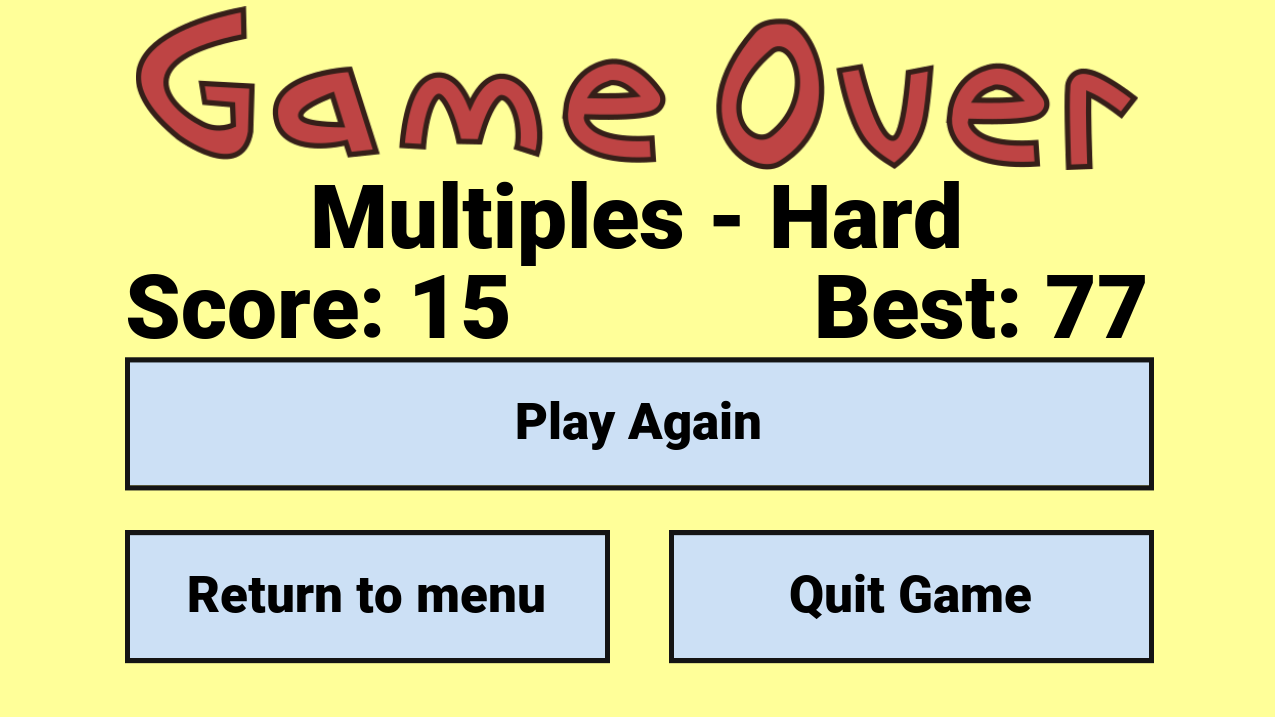 Game Over
Multiples - Hard
Score: 15 Best: 77
Play Again
Return to menu Quit Game